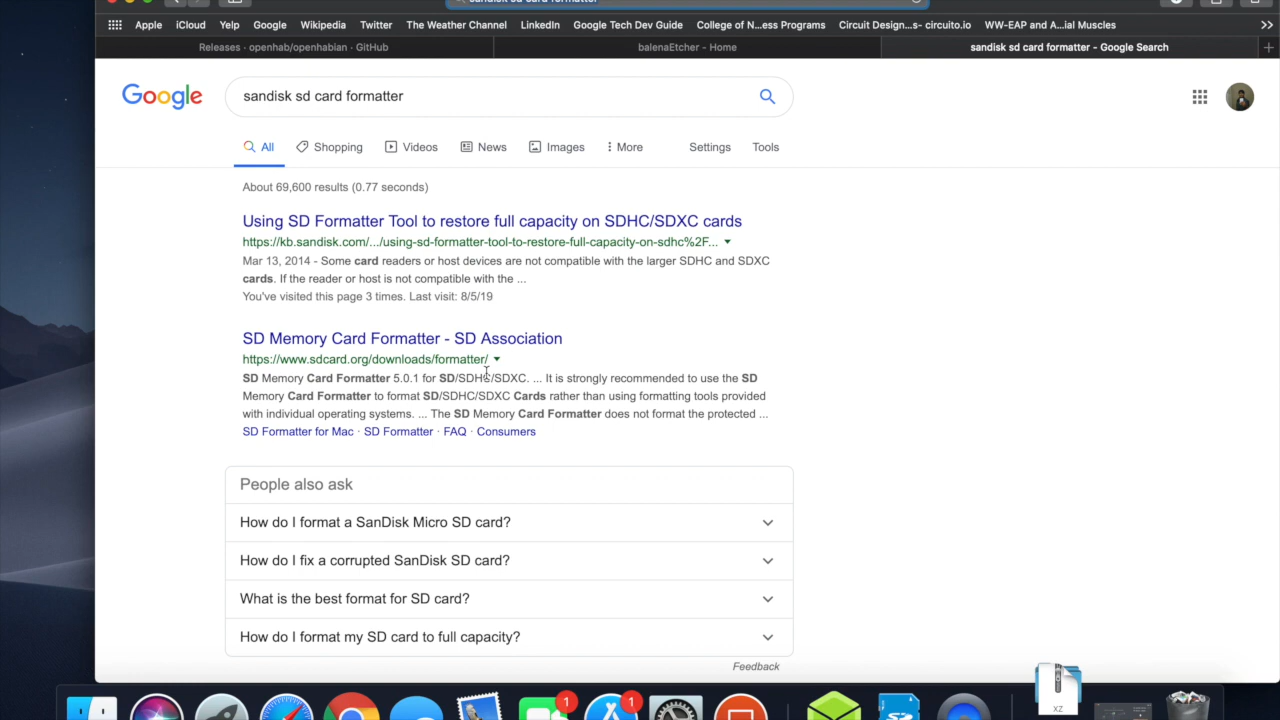 sandisk sd card formatter
Apple iCloud Yelp Google Wikipedia Twitter The Weather Channel LinkedIn Google Tech Dev Guide College of N...ess Programs Circuit Design...s- circuito.io WW-EAP and A...ial Muscles >>
Releases · openhab/openhabian · GitHub balenaEtcher - Home sandisk sd card formatter - Google Search +
Google sandisk sd card formatter
All Shopping Videos News Images More Settings Tools
About 69,600 results (0.77 seconds)
Using SD Formatter Tool to restore full capacity on SDHC/SDXC cards
https://kb.sandisk.com/.../using-sd-formatter-tool-to-restore-full-capacity-on-sdhc%2F...
Mar 13, 2014 - Some card readers or host devices are not compatible with the larger SDHC and SDXC
cards. If the reader or host is not compatible with the ...
You've visited this page 3 times. Last visit: 8/5/19
SD Memory Card Formatter - SD Association
https://www.sdcard.org/downloads/formatter/
SD Memory Card Formatter 5.0.1 for SD/SDHC/SDXC. ... It is strongly recommended to use the SD
Memory Card Formatter to format SD/SDHC/SDXC Cards rather than using formatting tools provided
with individual operating systems. ... The SD Memory Card Formatter does not format the protected ...
SD Formatter for Mac · SD Formatter · FAQ · Consumers
People also ask
How do I format a SanDisk Micro SD card?
How do I fix a corrupted SanDisk SD card?
What is the best format for SD card?
How do I format my SD card to full capacity?
Feedback
1 1 XZ